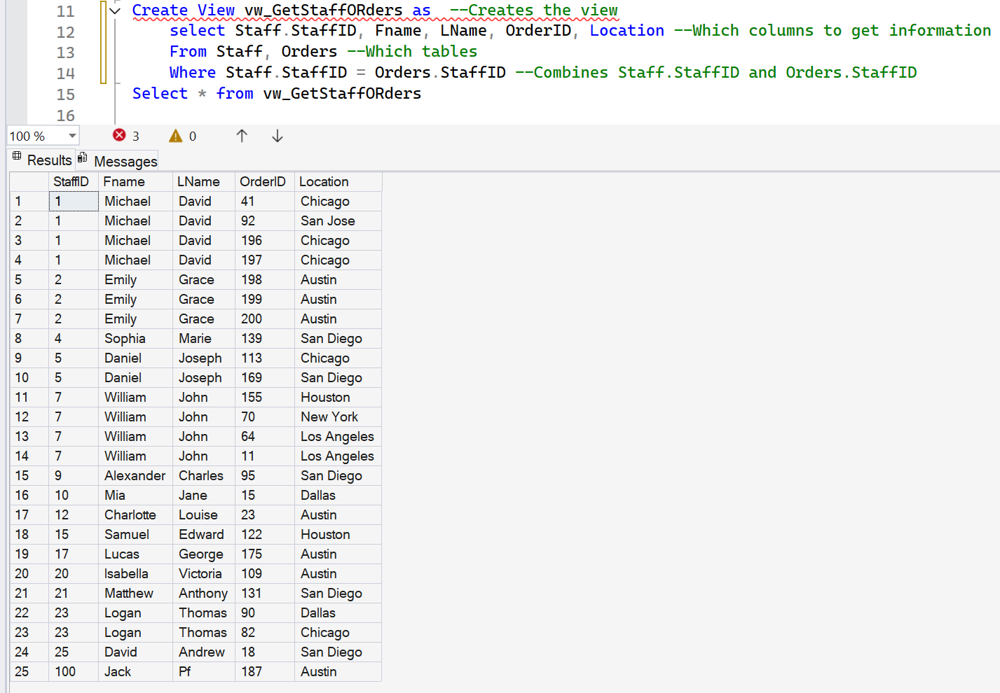 11 Create View vw_GetStaffORders as  --Creates the view
12 select Staff.StaffID, Fname, LName, OrderID, Location --Which columns to get information
13 From Staff, Orders --Which tables
14 Where Staff.StaffID = Orders.StaffID --Combines Staff.StaffID and Orders.StaffID
15 Select * from vw_GetStaffORders
16
100 % 3 0
Results Messages
StaffID Fname LName OrderID Location
1 1 Michael David 41 Chicago
2 1 Michael David 92 San Jose
3 1 Michael David 196 Chicago
4 1 Michael David 197 Chicago
5 2 Emily Grace 198 Austin
6 2 Emily Grace 199 Austin
7 2 Emily Grace 200 Austin
8 4 Sophia Marie 139 San Diego
9 5 Daniel Joseph 113 Chicago
10 5 Daniel Joseph 169 San Diego
11 7 William John 155 Houston
12 7 William John 70 New York
13 7 William John 64 Los Angeles
14 7 William John 11 Los Angeles
15 9 Alexander Charles 95 San Diego
16 10 Mia Jane 15 Dallas
17 12 Charlotte Louise 23 Austin
18 15 Samuel Edward 122 Houston
19 17 Lucas George 175 Austin
20 20 Isabella Victoria 109 Austin
21 21 Matthew Anthony 131 San Diego
22 23 Logan Thomas 90 Dallas
23 23 Logan Thomas 82 Chicago
24 25 David Andrew 18 San Diego
25 100 Jack Pf 187 Austin